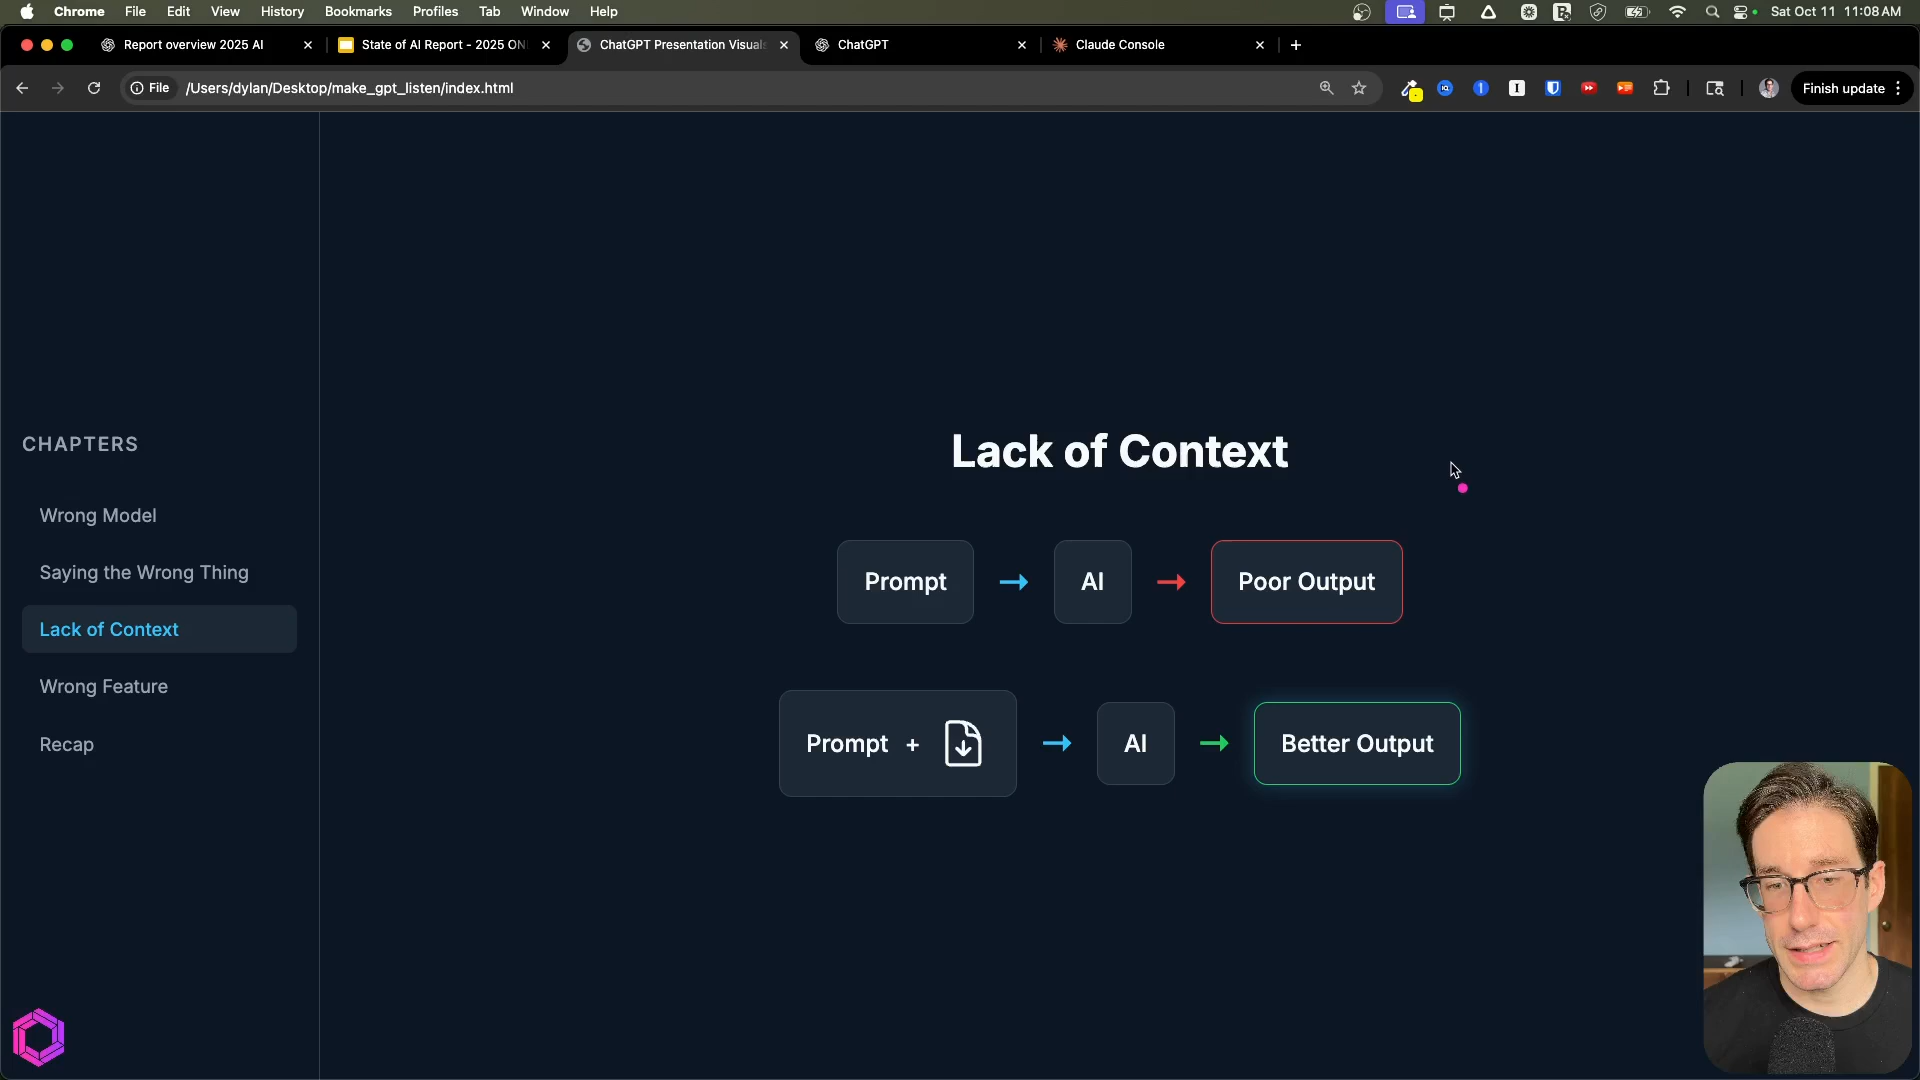 Chrome File Edit View History Bookmarks Profiles Tab Window Help Sat Oct 11 11:08 AM
Report overview 2025 AI State of AI Report - 2025 ON ChatGPT Presentation Visuals ChatGPT Claude Console
File /Users/dylan/Desktop/make_gpt_listen/index.html Finish update
CHAPTERS
Wrong Model
Saying the Wrong Thing
Lack of Context
Wrong Feature
Recap
Lack of Context
Prompt → AI → Poor Output
Prompt + → AI → Better Output